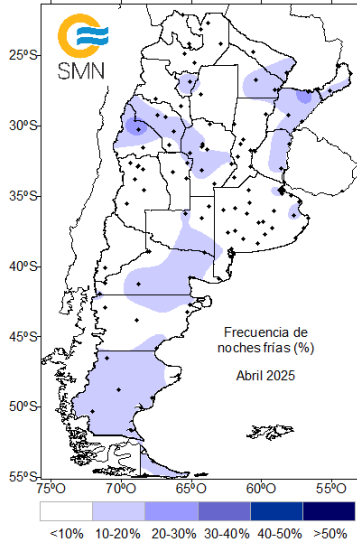 SMN
25°S
30°S
35°S
40°S
45°S
50°S
55°S
Frecuencia de
noches frías (%)
Abril 2025
75°O 70°O 65°O 60°O 55°O
<10% 10-20% 20-30% 30-40% 40-50% >50%